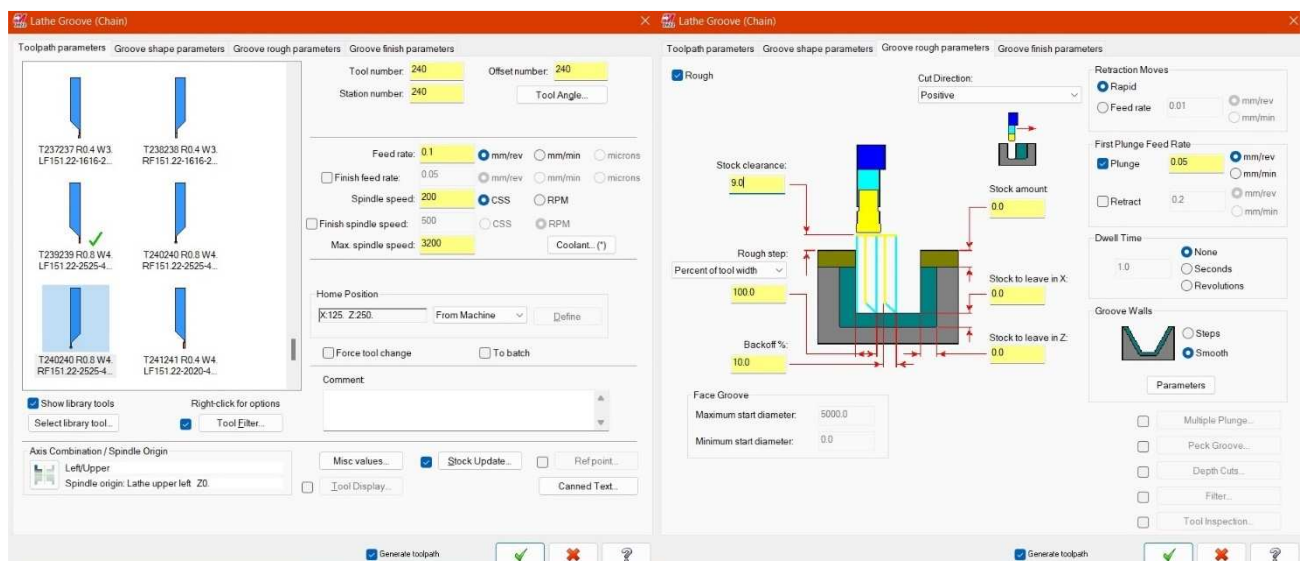 Lathe Groove (Chain)
Toolpath parameters Groove shape parameters Groove rough parameters Groove finish parameters
T237237 R0.4 W3.
LF151.22-1616-2...
T238238 R0.4 W3.
RF151.22-1616-2...
T239239 R0.8 W4.
LF151.22-2525-4...
T240240 R0.8 W4.
RF151.22-2525-4...
T240240 R0.8 W4.
RF151.22-2525-4...
T241241 R0.4 W4.
LF151.22-2020-4...
Show library tools
Right-click for options
Select library tool...
Tool Filter...
Axis Combination / Spindle Origin
Left/Upper
Spindle origin: Lathe upper left Z0.
Tool number: 240
Offset number: 240
Station number: 240
Tool Angle...
Feed rate: 0.1 mm/rev mm/min microns
Finish feed rate: 0.05 mm/rev mm/min microns
Spindle speed: 200 CSS RPM
Finish spindle speed: 500 CSS RPM
Max. spindle speed: 3200
Coolant... (*)
Home Position
X:125. Z:250. From Machine Define
Force tool change To batch
Comment:
Misc values... Stock Update... Ref point...
Tool Display... Canned Text...
Generate toolpath
Lathe Groove (Chain)
Toolpath parameters Groove shape parameters Groove rough parameters Groove finish parameters
Rough
Cut Direction:
Positive
Stock clearance:
9.0
Stock amount:
0.0
Rough step:
Percent of tool width
100.0
Stock to leave in X:
0.0
Backoff %:
10.0
Stock to leave in Z:
0.0
Face Groove
Maximum start diameter: 5000.0
Minimum start diameter: 0.0
Retraction Moves
Rapid
Feed rate 0.01 mm/rev
mm/min
First Plunge Feed Rate
Plunge 0.05 mm/rev
mm/min
Retract 0.2 mm/rev
mm/min
Dwell Time
None
1.0 Seconds
Revolutions
Groove Walls
Steps
Smooth
Parameters
Multiple Plunge...
Peck Groove...
Depth Cuts...
Filter...
Tool Inspection...
Generate toolpath